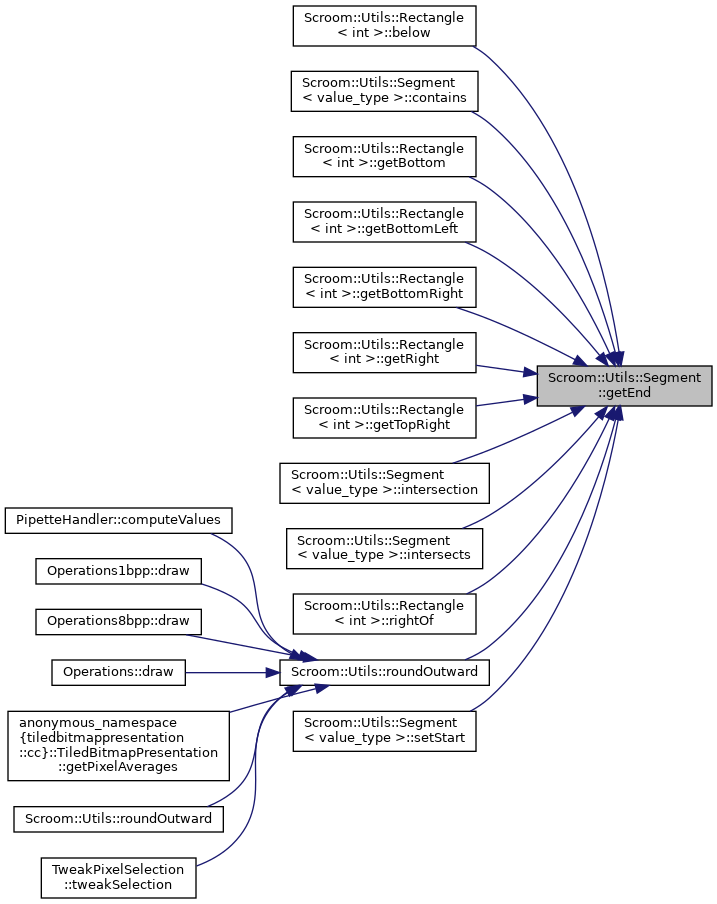 Scroom::Utils::Rectangle
< int >::below
Scroom::Utils::Segment
< value_type >::contains
Scroom::Utils::Rectangle
< int >::getBottom
Scroom::Utils::Rectangle
< int >::getBottomLeft
Scroom::Utils::Rectangle
< int >::getBottomRight
Scroom::Utils::Rectangle
< int >::getRight
Scroom::Utils::Segment
::getEnd
Scroom::Utils::Rectangle
< int >::getTopRight
Scroom::Utils::Segment
< value_type >::intersection
PipetteHandler::computeValues
Scroom::Utils::Segment
< value_type >::intersects
Operations1bpp::draw
Scroom::Utils::Rectangle
< int >::rightOf
Operations8bpp::draw
Operations::draw
Scroom::Utils::roundOutward
anonymous_namespace
{tiledbitmappresentation
::cc}::TiledBitmapPresentation
::getPixelAverages
Scroom::Utils::Segment
< value_type >::setStart
Scroom::Utils::roundOutward
TweakPixelSelection
::tweakSelection